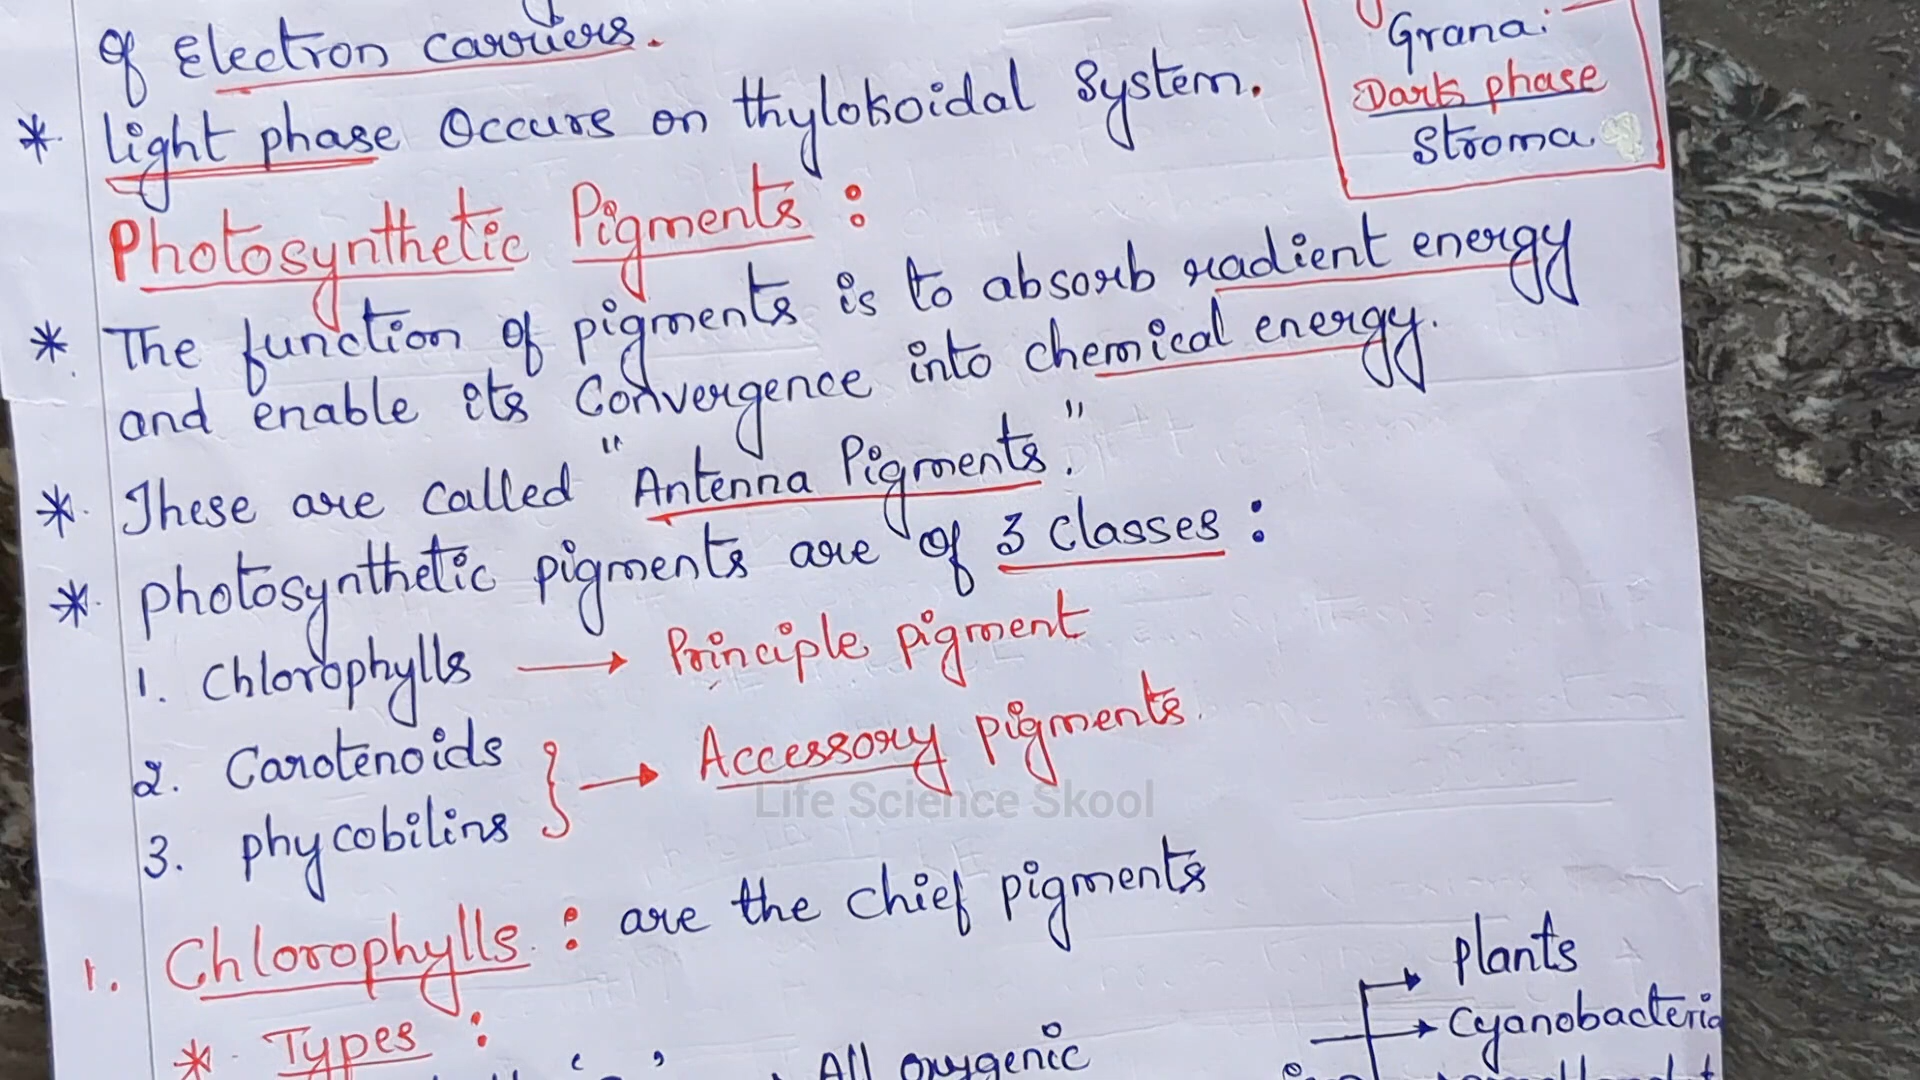 of Electron carriers.
Grana.
* light phase Occurs on thylokoidal System.
Dark phase
Stroma.
Photosynthetic Pigments :
* The function of pigments is to absorb radient energy
and enable its Convergence into chemical energy.
* These are called "Antenna Pigments."
* photosynthetic pigments are of 3 classes :
1. Chlorophylls → Principle pigment
2. Carotenoids } → Accessory pigments.
3. phycobilins
Life Science Skool
1. Chlorophylls : are the chief pigments
→ plants
→ Cyanobacteria
* Types :
All oxygenic